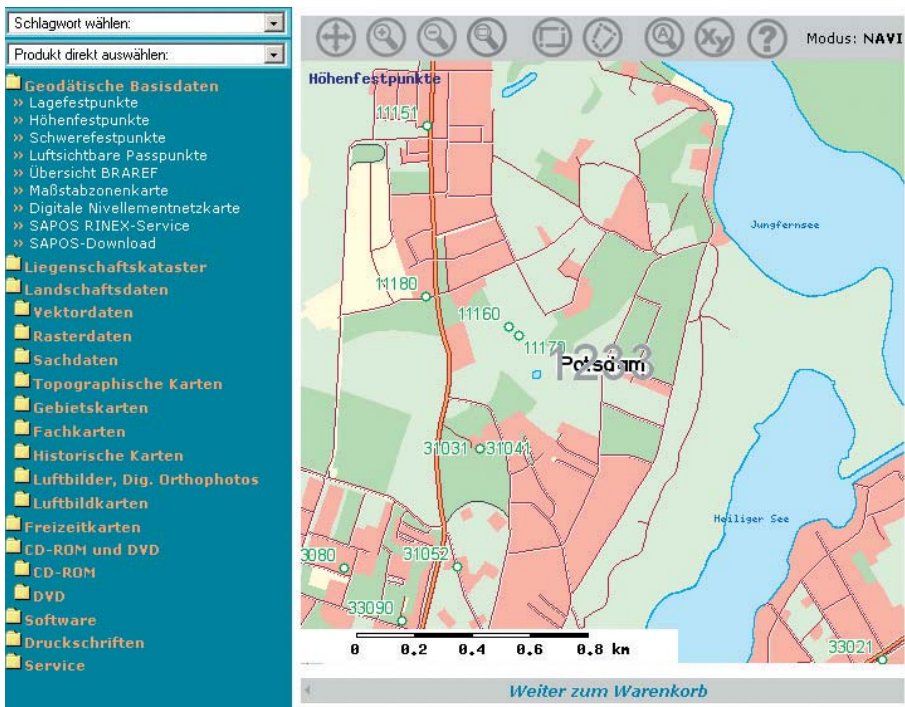 Schlagwort wählen:
Produkt direkt auswählen:
Geodätische Basisdaten
» Lagefestpunkte
» Höhenfestpunkte
» Schwerefestpunkte
» Luftsichtbare Passpunkte
» Übersicht BRAREF
» Maßstabzonenkarte
» Digitale Nivellementnetzkarte
» SAPOS RINEX-Service
» SAPOS-Download
Liegenschaftskataster
Landschaftsdaten
Vektordaten
Rasterdaten
Sachdaten
Topographische Karten
Gebietskarten
Fachkarten
Historische Karten
Luftbilder, Dig. Orthophotos
Luftbildkarten
Freizeitkarten
CD-ROM und DVD
CD-ROM
DVD
Software
Druckschriften
Service
A
Xy
?
Modus: NAVI
Höhenfestpunkte
11151
Jungfernsee
11180
11160
11170
1233
Potsdam
31031
31041
Heiliger See
3080
31052
33090
33021
0 0.2 0.4 0.6 0.8 km
Weiter zum Warenkorb